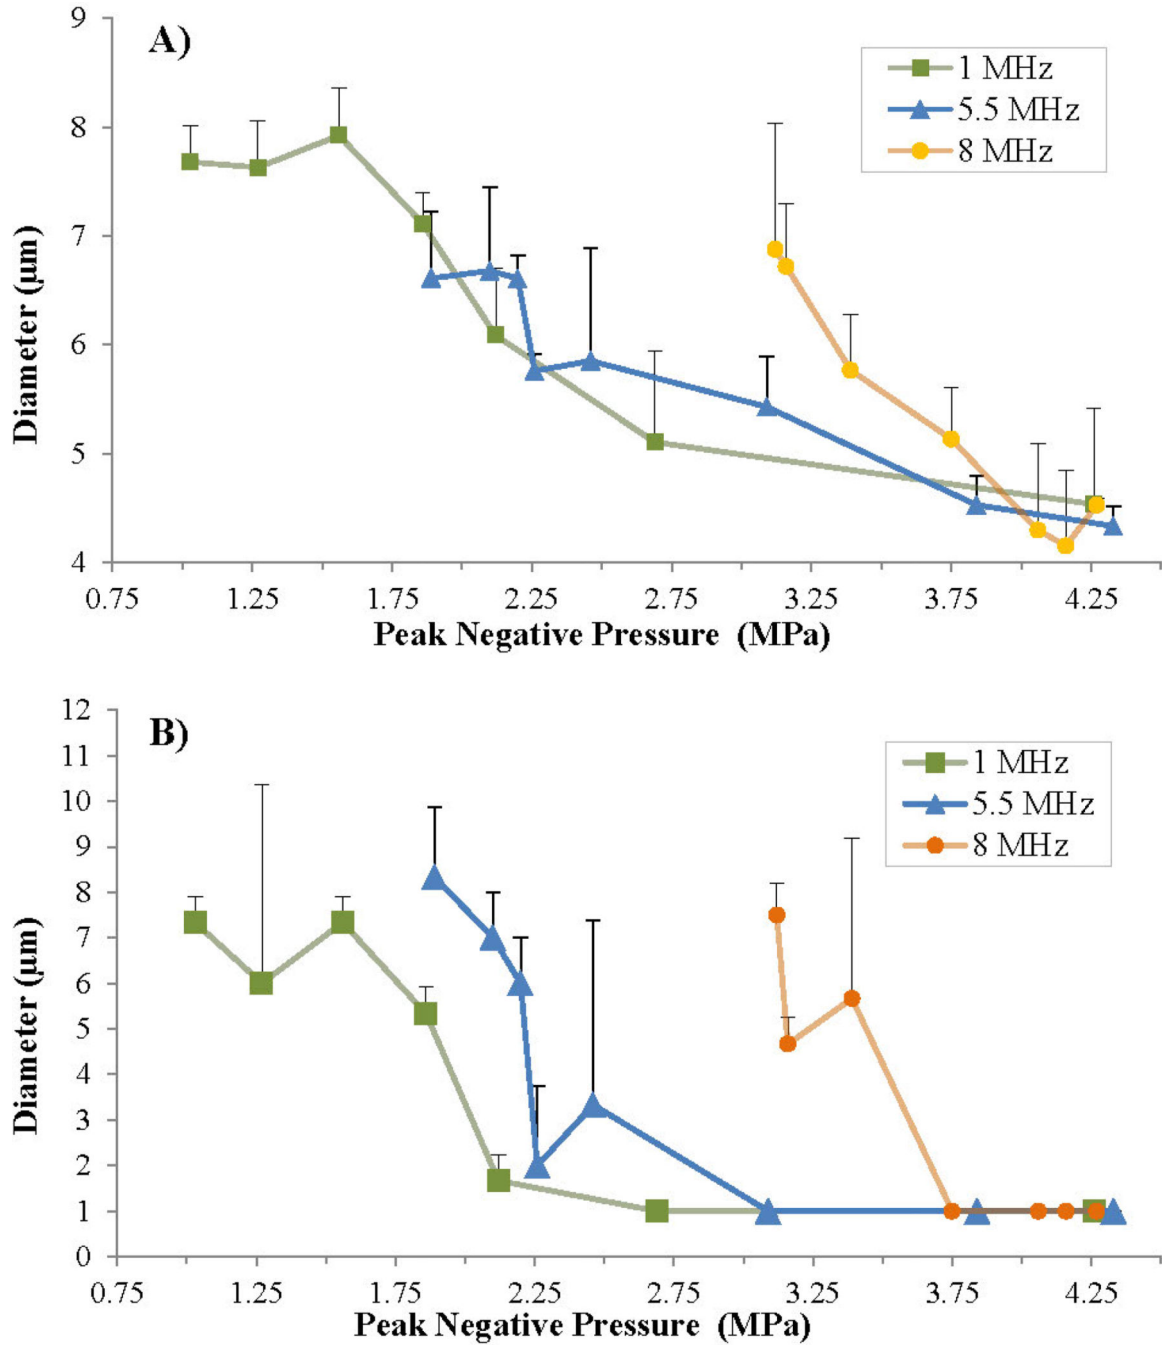 A)
9
8
7
6
5
4
Diameter (µm)
1 MHz
5.5 MHz
8 MHz
0.75 1.25 1.75 2.25 2.75 3.25 3.75 4.25
Peak Negative Pressure (MPa)
B)
12
11
10
9
8
7
6
5
4
3
2
1
0
Diameter (µm)
1 MHz
5.5 MHz
8 MHz
0.75 1.25 1.75 2.25 2.75 3.25 3.75 4.25
Peak Negative Pressure (MPa)